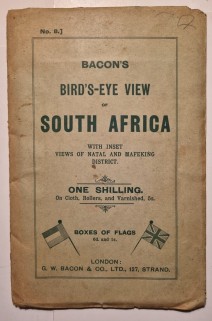 No. 8.]
BACON'S
BIRD'S-EYE VIEW
OF
SOUTH AFRICA
WITH INSET
VIEWS OF NATAL AND MAFEKING
DISTRICT.
ONE SHILLING.
On Cloth, Rollers, and Varnished, 5s.
BOXES OF FLAGS
6d. and 1s.
LONDON:
G. W. BACON & CO., LTD., 127, STRAND.